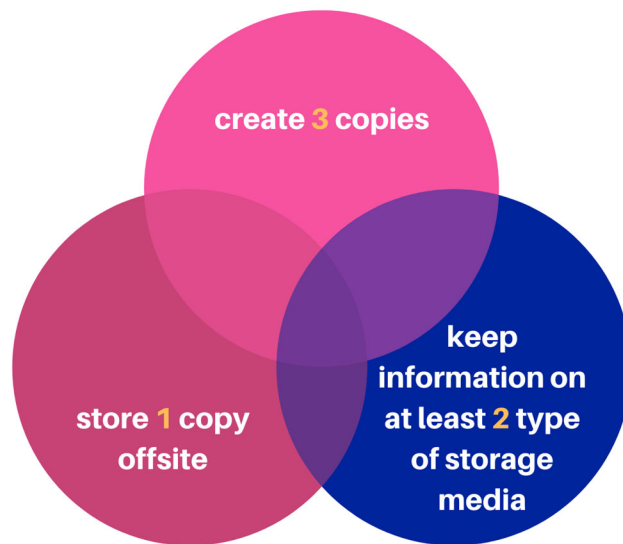 create 3 copies
store 1 copy
offsite
keep
information on
at least 2 type
of storage
media